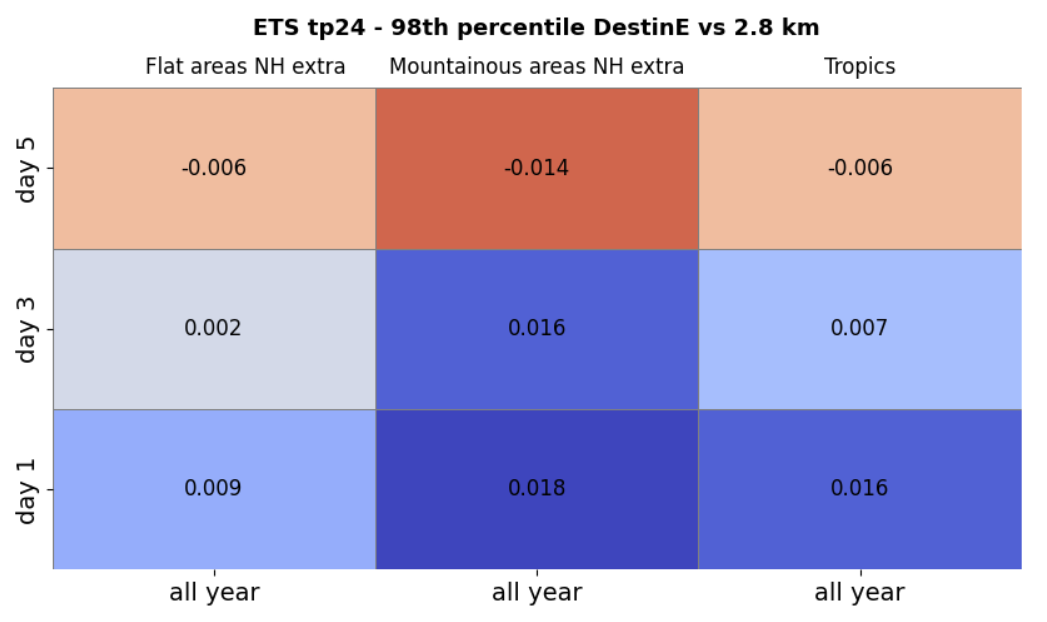 ETS tp24 - 98th percentile DestinE vs 2.8 km
Flat areas NH extra Mountainous areas NH extra Tropics
day 5 -0.006 -0.014 -0.006
day 3 0.002 0.016 0.007
day 1 0.009 0.018 0.016
all year all year all year